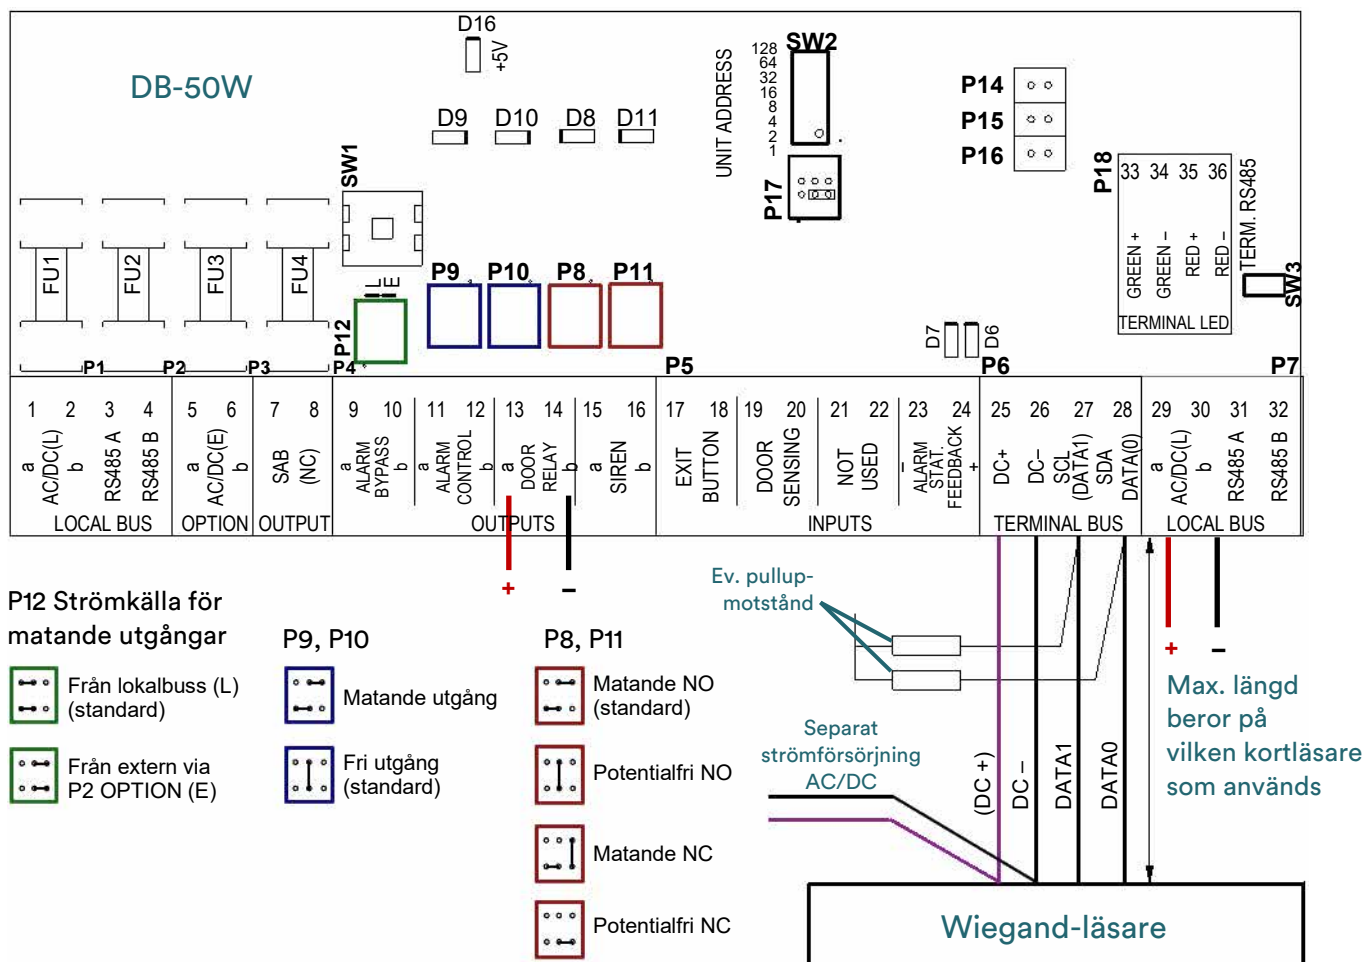 DB-50W
D16
+5V
D9
D10
D8
D11
SW1
UNIT ADDRESS
128
64
32
16
8
4
2
1
SW2
P17
P14
P15
P16
P18
33 34 35 36
GREEN +
GREEN –
RED +
RED –
TERMINAL LED
TERM. RS485
SW3
FU1
FU2
FU3
FU4
L
E
P12
P9
P10
P8
P11
D7
D6
P1
P2
P3
P4
P5
P6
P7
1 2 3 4 5 6 7 8 9 10 11 12 13 14 15 16 17 18 19 20 21 22 23 24 25 26 27 28 29 30 31 32
a AC/DC(L) b
RS485 A
RS485 B
a AC/DC(E) b
SAB (NC)
a ALARM BYPASS b
a ALARM CONTROL b
a DOOR RELAY b
a SIREN b
EXIT BUTTON
DOOR SENSING
NOT USED
– ALARM STAT. FEEDBACK +
DC+
DC–
SCL (DATA1)
SDA DATA(0)
a AC/DC(L) b
RS485 A
RS485 B
LOCAL BUS
OPTION
OUTPUT
OUTPUTS
INPUTS
TERMINAL BUS
LOCAL BUS
+
–
+
–
P12 Strömkälla för
matande utgångar
Från lokalbuss (L)
(standard)
Från extern via
P2 OPTION (E)
P9, P10
Matande utgång
Fri utgång
(standard)
P8, P11
Matande NO
(standard)
Potentialfri NO
Matande NC
Potentialfri NC
Ev. pullup-
motstånd
Separat
strömförsörjning
AC/DC
(DC +)
DC –
DATA1
DATA0
Max. längd
beror på
vilken kortläsare
som används
Wiegand-läsare